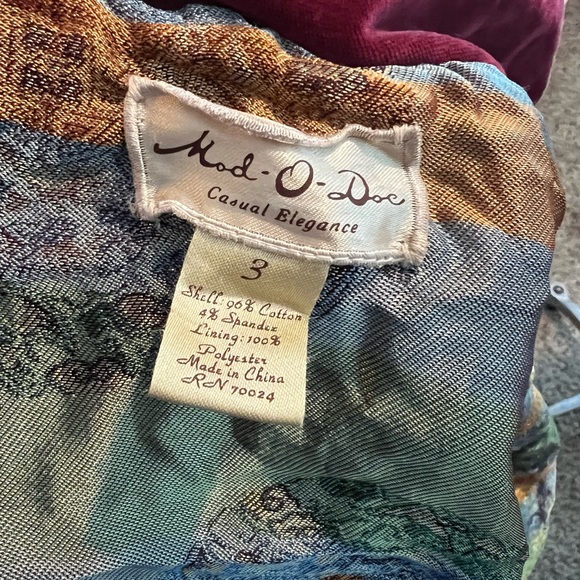 Mod-O-Doc
Casual Elegance
3
Shell: 96% Cotton
4% Spandex
Lining: 100%
Polyester
Made in China
RN 70024